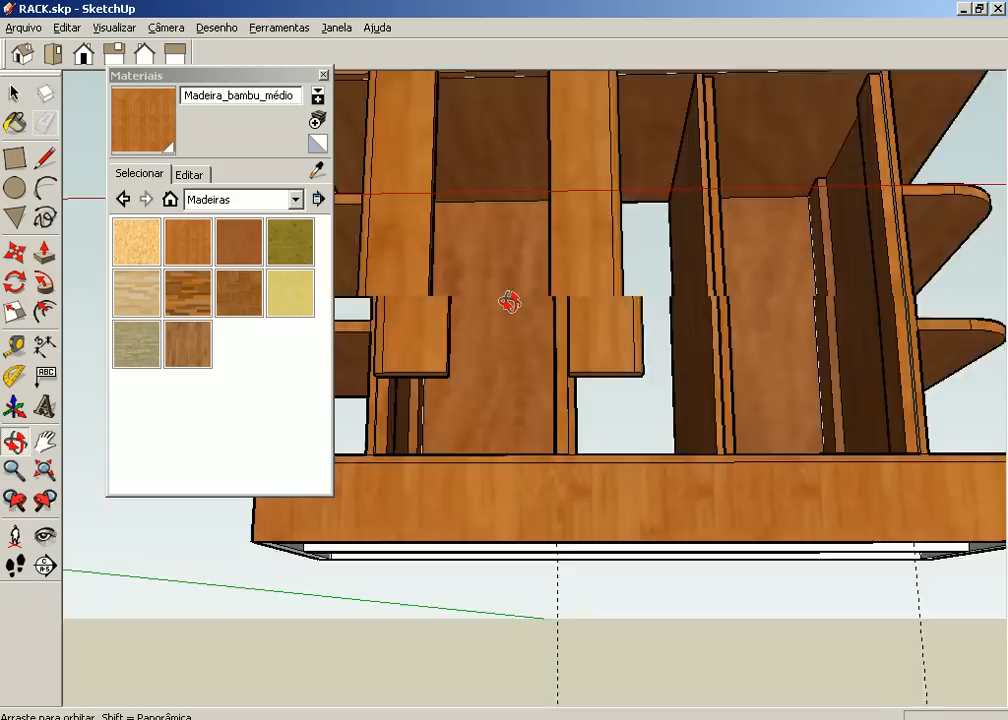 RACK.skp - SketchUp
Arquivo Editar Visualizar Câmera Desenho Ferramentas Janela Ajuda
Materiais
Madeira_bambu_médio
Selecionar Editar
Madeiras
ABC
Arraste para orbitar. Shift = Panorâmica